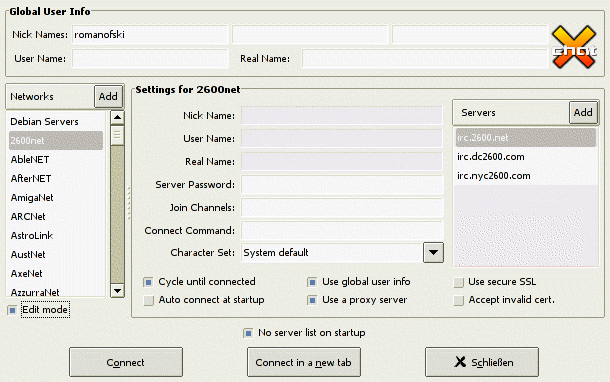 Global User Info
Nick Names: romanofski
User Name:
Real Name:
chat
Networks
Add
Debian Servers
2600net
AbleNET
AfterNET
AmigaNet
ARCNet
AstroLink
AustNet
AxeNet
AzzurraNet
Edit mode
Settings for 2600net
Nick Name:
User Name:
Real Name:
Server Password:
Join Channels:
Connect Command:
Character Set: System default
Servers
Add
irc.2600.net
irc.dc2600.com
irc.nyc2600.com
Cycle until connected
Use global user info
Use secure SSL
Auto connect at startup
Use a proxy server
Accept invalid cert.
No server list on startup
Connect
Connect in a new tab
Schließen